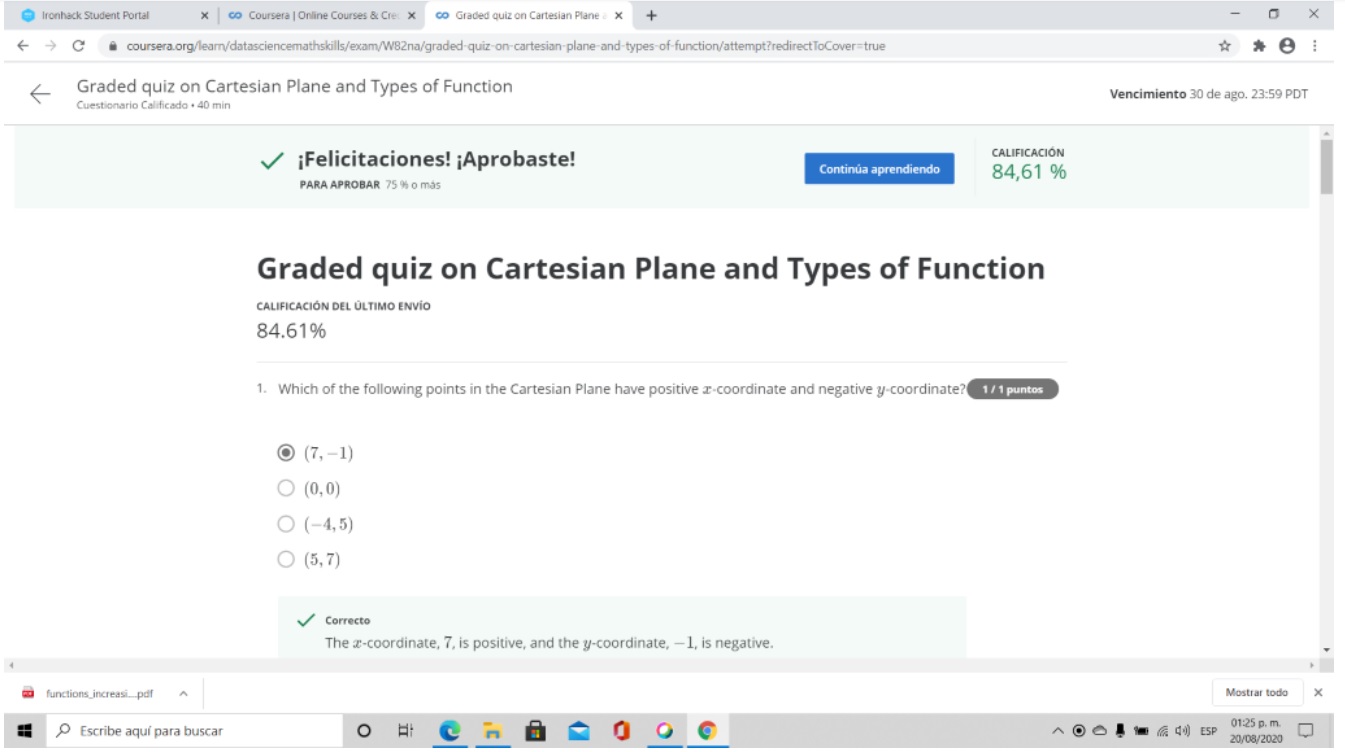 Ironhack Student Portal
Coursera | Online Courses & Cre
Graded quiz on Cartesian Plane a
coursera.org/learn/datasciencemathskills/exam/W82na/graded-quiz-on-cartesian-plane-and-types-of-function/attempt?redirectToCover=true
Graded quiz on Cartesian Plane and Types of Function
Cuestionario Calificado • 40 min
Vencimiento 30 de ago. 23:59 PDT
¡Felicitaciones! ¡Aprobaste!
PARA APROBAR 75 % o más
Continúa aprendiendo
CALIFICACIÓN
84,61 %
Graded quiz on Cartesian Plane and Types of Function
CALIFICACIÓN DEL ÚLTIMO ENVÍO
84.61%
1. Which of the following points in the Cartesian Plane have positive x-coordinate and negative y-coordinate? 1 / 1 puntos
(7, −1)
(0, 0)
(−4, 5)
(5, 7)
Correcto
The x-coordinate, 7, is positive, and the y-coordinate, −1, is negative.
functions_increasi....pdf
Mostrar todo
Escribe aquí para buscar
ESP
01:25 p. m.
20/08/2020